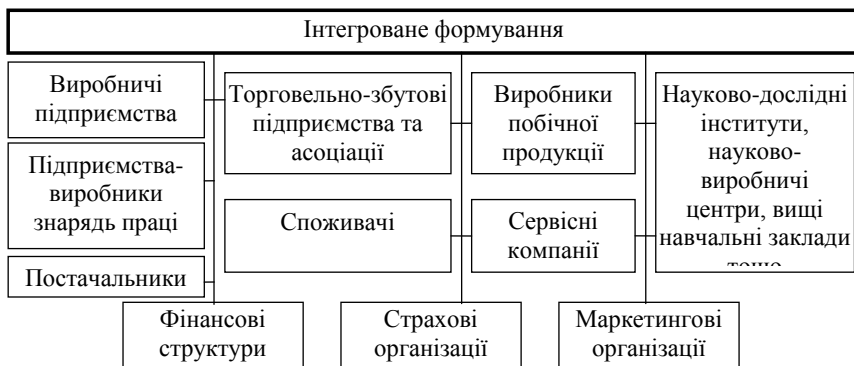 Інтегроване формування
Виробничі
підприємства
Торговельно-збутові
підприємства та
асоціації
Виробники
побічної
продукції
Науково-дослідні
інститути,
науково-
виробничі
центри, вищі
навчальні заклади
тощо
Підприємства-
виробники
знарядь праці
Споживачі
Сервісні
компанії
Постачальники
Фінансові
структури
Страхові
організації
Маркетингові
організації